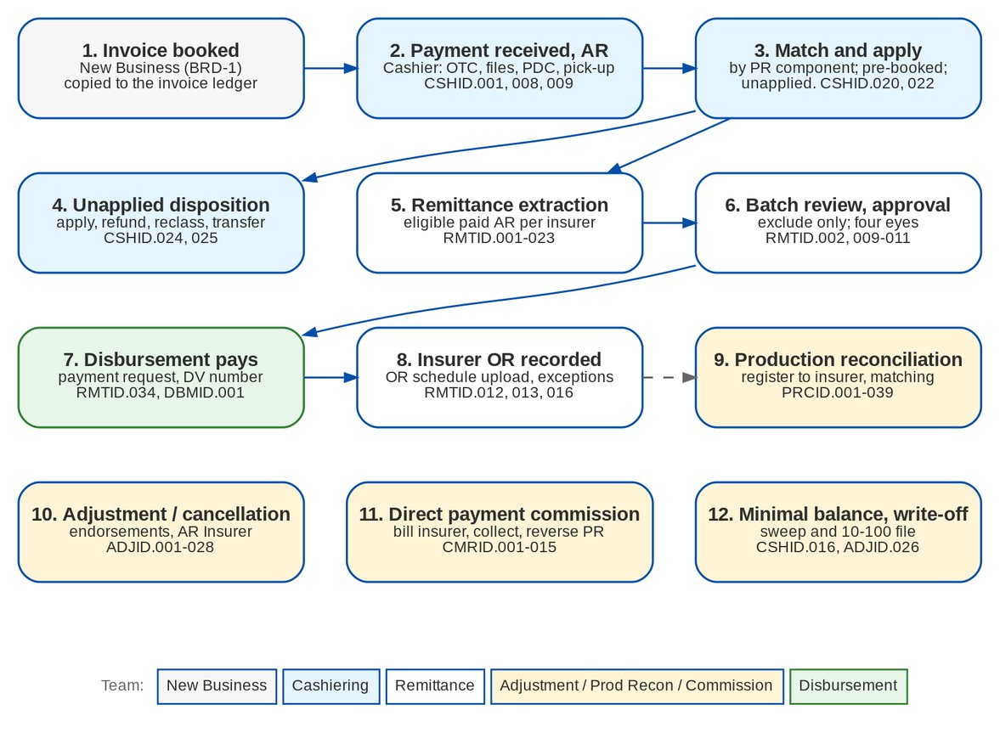 1. Invoice booked
New Business (BRD-1)
copied to the invoice ledger
2. Payment received, AR
Cashier: OTC, files, PDC, pick-up
CSHID.001, 008, 009
3. Match and apply
by PR component; pre-booked;
unapplied. CSHID.020, 022
4. Unapplied disposition
apply, refund, reclass, transfer
CSHID.024, 025
5. Remittance extraction
eligible paid AR per insurer
RMTID.001-023
6. Batch review, approval
exclude only; four eyes
RMTID.002, 009-011
7. Disbursement pays
payment request, DV number
RMTID.034, DBMID.001
8. Insurer OR recorded
OR schedule upload, exceptions
RMTID.012, 013, 016
9. Production reconciliation
register to insurer, matching
PRCID.001-039
10. Adjustment / cancellation
endorsements, AR Insurer
ADJID.001-028
11. Direct payment commission
bill insurer, collect, reverse PR
CMRID.001-015
12. Minimal balance, write-off
sweep and 10-100 file
CSHID.016, ADJID.026
Team: New Business Cashiering Remittance Adjustment / Prod Recon / Commission Disbursement